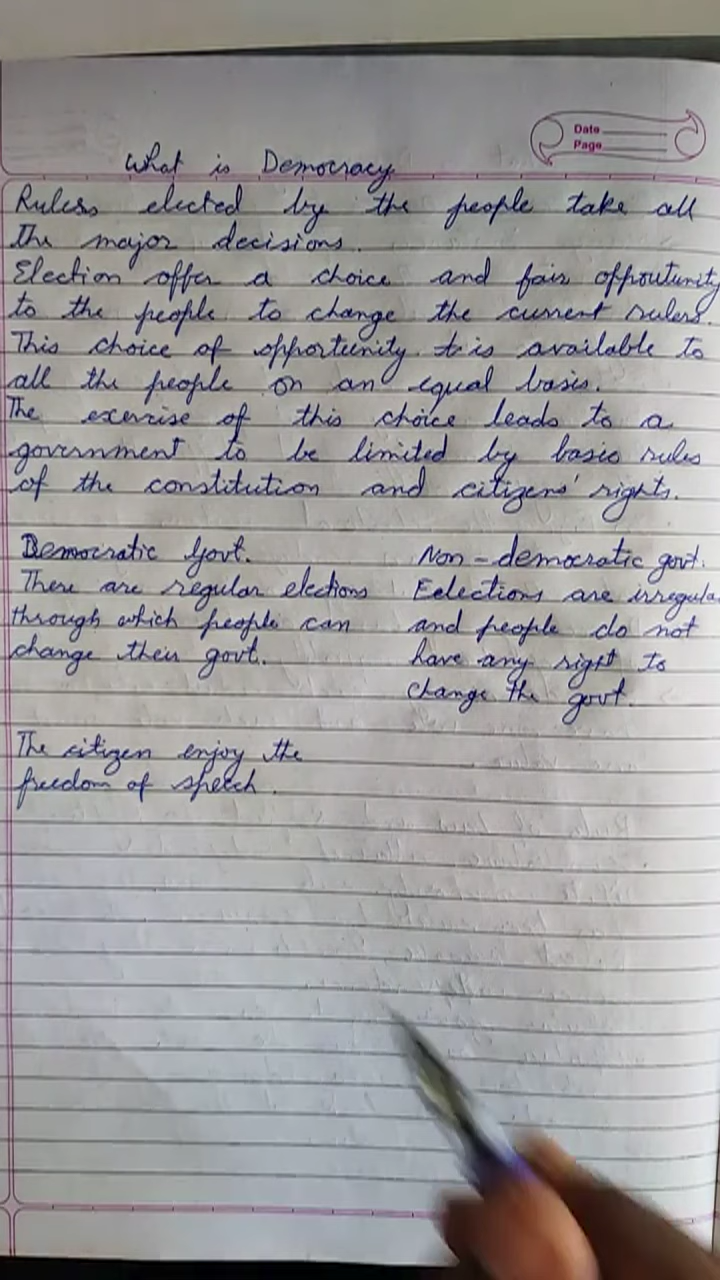 Date
Page
What is Democracy
Rulers elected by the people take all
the major decisions.
Election offer a choice and fair opportunity
to the people to change the current rulers.
This choice of opportunity is available to
all the people on an equal basis.
The exercise of this choice leads to a
government to be limited by basic rules
of the constitution and citizens' rights.
Democratic Govt.
There are regular elections
through which people can
change their govt.
Non-democratic govt.
Eelections are irregula
and people do not
have any right to
change the govt.
The citizen enjoy the
freedom of speech.